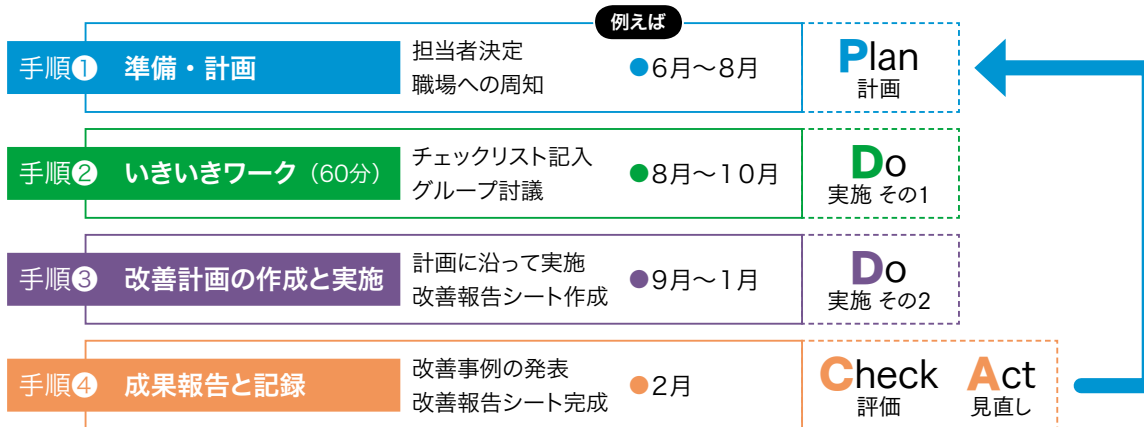 例えば
手順❶ 準備・計画
担当者決定
職場への周知
●6月～8月
Plan
計画
手順❷ いきいきワーク（60分）
チェックリスト記入
グループ討議
●8月～10月
Do
実施 その1
手順❸ 改善計画の作成と実施
計画に沿って実施
改善報告シート作成
●9月～1月
Do
実施 その2
手順❹ 成果報告と記録
改善事例の発表
改善報告シート完成
●2月
Check
評価
Act
見直し